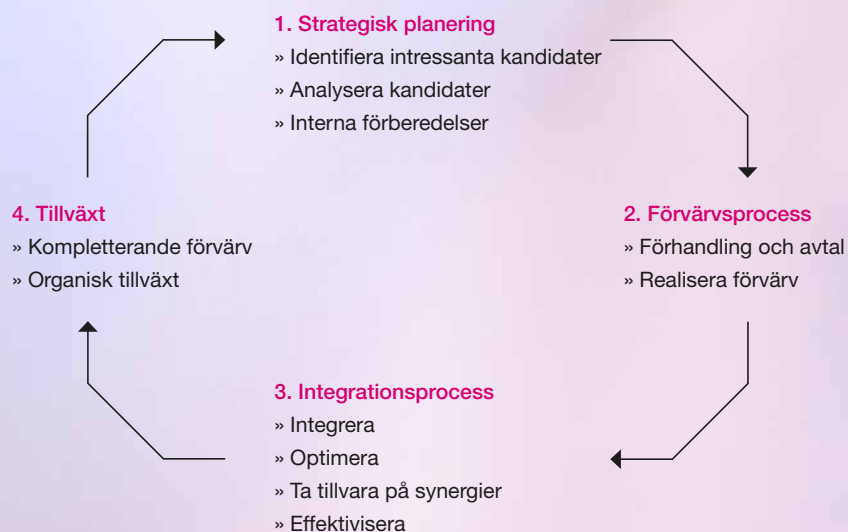 1. Strategisk planering
» Identifiera intressanta kandidater
» Analysera kandidater
» Interna förberedelser
2. Förvärvsprocess
» Förhandling och avtal
» Realisera förvärv
3. Integrationsprocess
» Integrera
» Optimera
» Ta tillvara på synergier
» Effektivisera
4. Tillväxt
» Kompletterande förvärv
» Organisk tillväxt